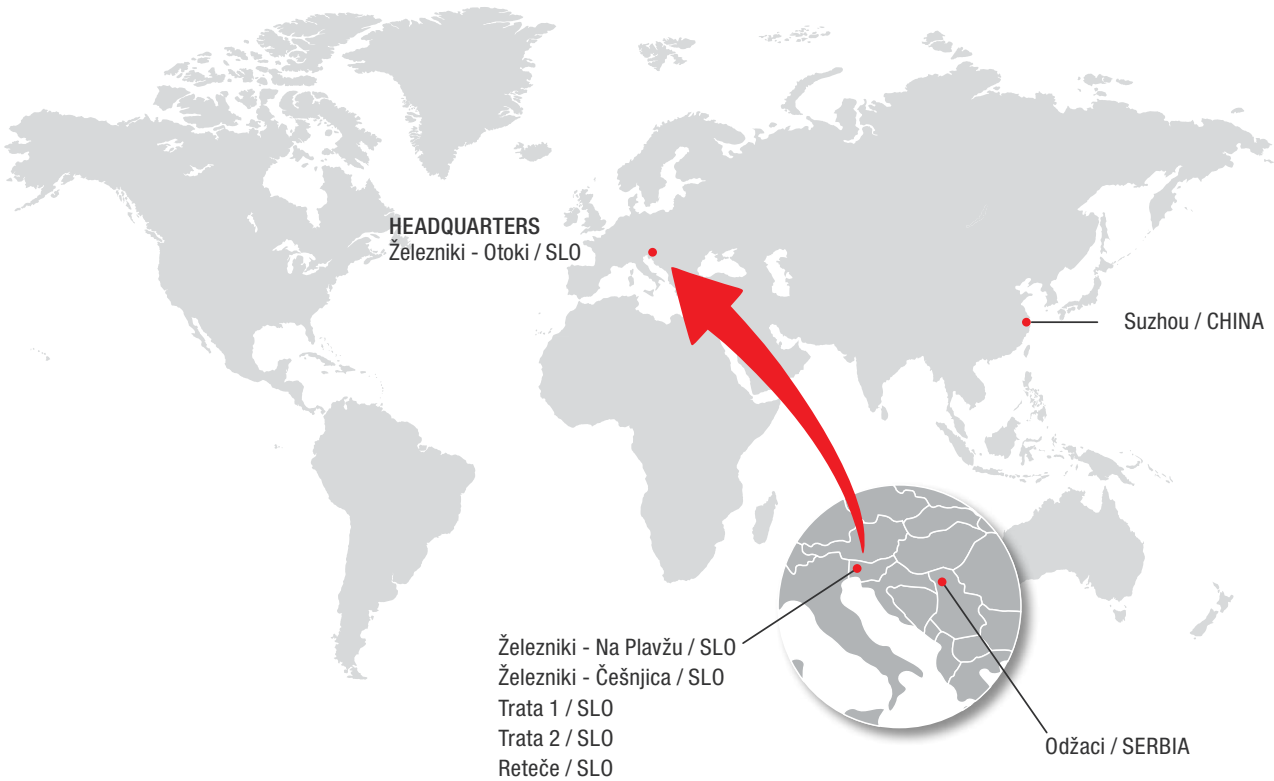 HEADQUARTERS
Železniki - Otoki / SLO
Suzhou / CHINA
Železniki - Na Plavžu / SLO
Železniki - Češnjica / SLO
Trata 1 / SLO
Trata 2 / SLO
Reteče / SLO
Odžaci / SERBIA